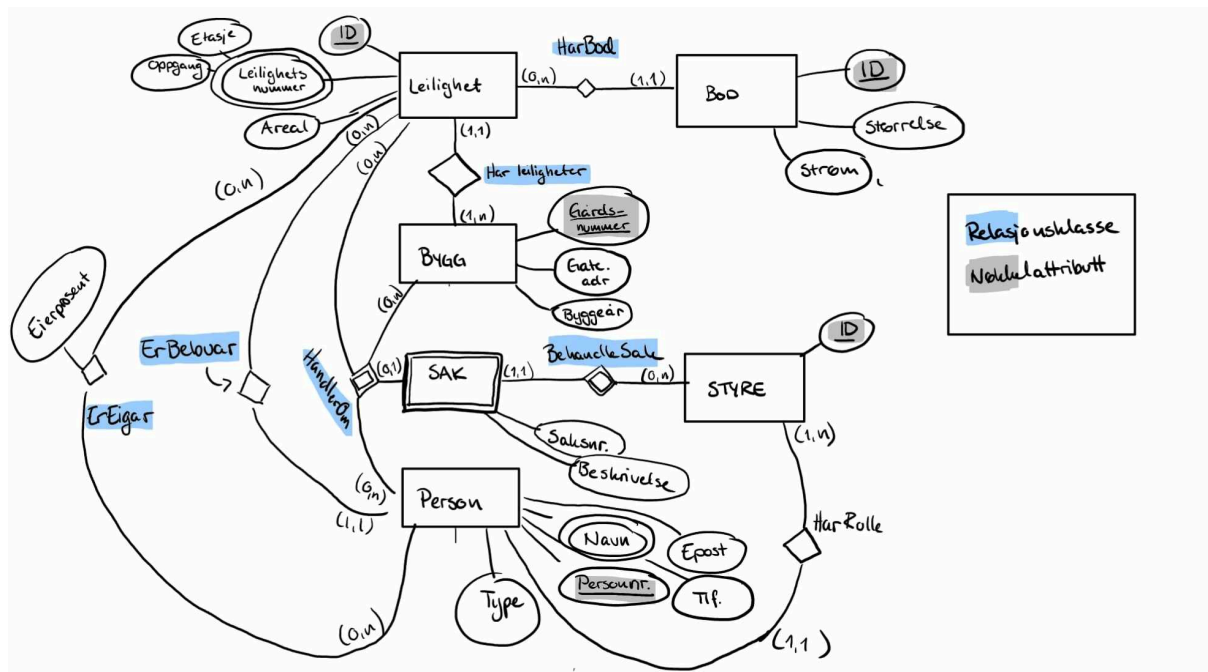 Etasje
Oppgang
Leilighets
nummer
ID
Areal
Leilighet
(0,n)
HarBod
(1,1)
BOD
ID
Størrelse
Strøm
(0,n)
(0,n)
(0,n)
(1,1)
Har leiligheter
(1,n)
BYGG
Gårds-
nummer
Gate.
adr
Byggeår
(0,n)
Relasjonsklasse
Nøkkelattributt
Eierprosent
ErBebuar
ErEigar
HandlerOm
(0,1)
SAK
(1,1)
BehandleSak
(0,n)
STYRE
ID
(1,n)
Saksnr.
Beskrivelse
(0,n)
(1,1)
Person
Navn
Epost
Personnr.
Tlf.
Type
HarRolle
(0,n)
(1,1)